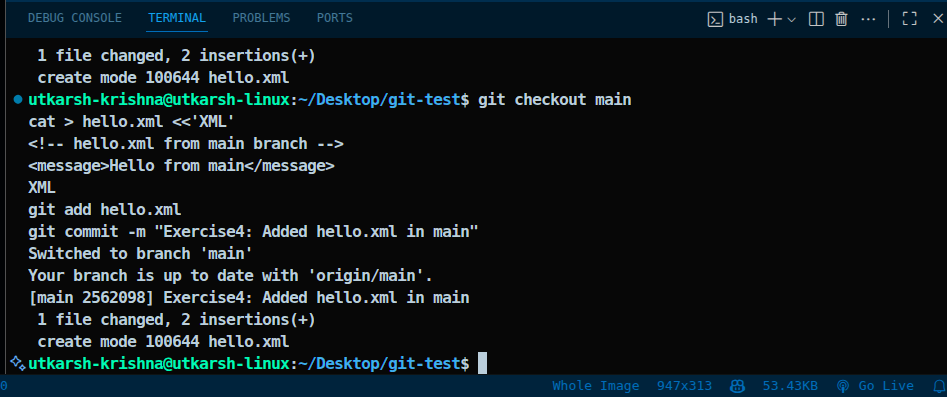 DEBUG CONSOLE TERMINAL PROBLEMS PORTS bash
1 file changed, 2 insertions(+)
create mode 100644 hello.xml
utkarsh-krishna@utkarsh-linux:~/Desktop/git-test$ git checkout main
cat > hello.xml <<'XML'
<!-- hello.xml from main branch -->
<message>Hello from main</message>
XML
git add hello.xml
git commit -m "Exercise4: Added hello.xml in main"
Switched to branch 'main'
Your branch is up to date with 'origin/main'.
[main 2562098] Exercise4: Added hello.xml in main
1 file changed, 2 insertions(+)
create mode 100644 hello.xml
utkarsh-krishna@utkarsh-linux:~/Desktop/git-test$
0 Whole Image 947x313 53.43KB Go Live